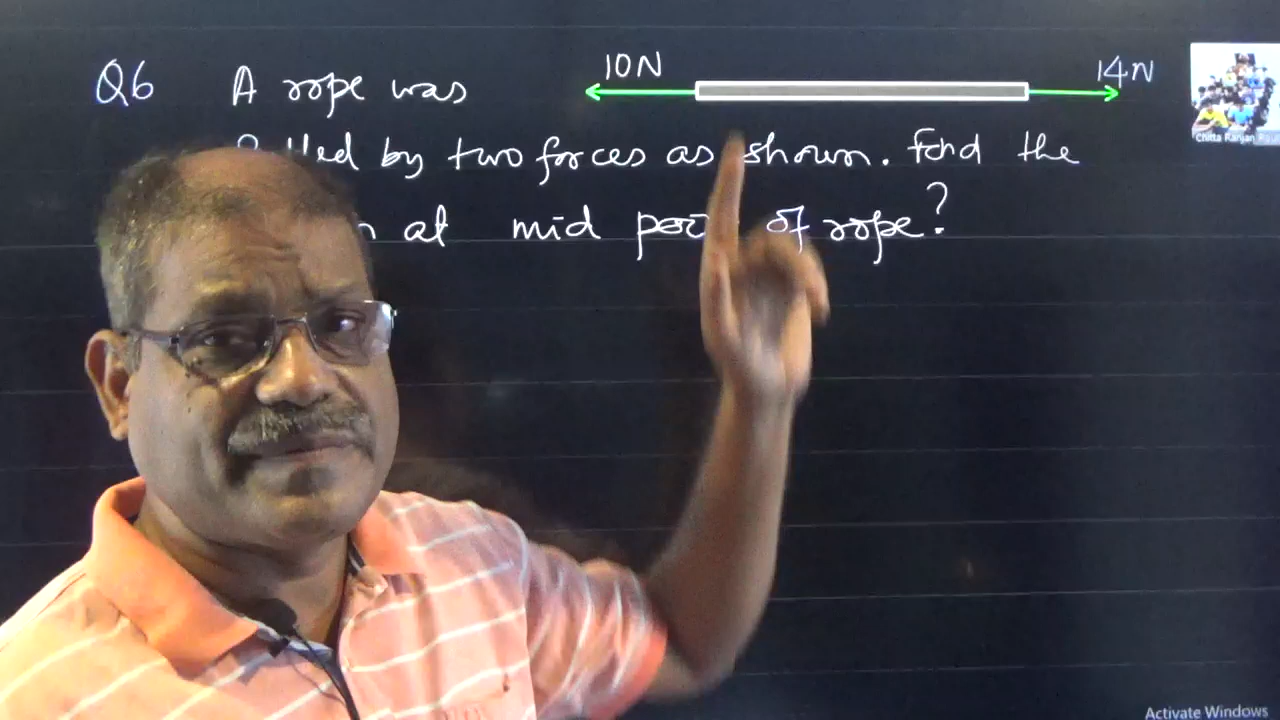 10N 14N
Q6 A rope was
by two forces as shown. Find the
at mid of rope?
Chitta Ranjan
Activate Windows